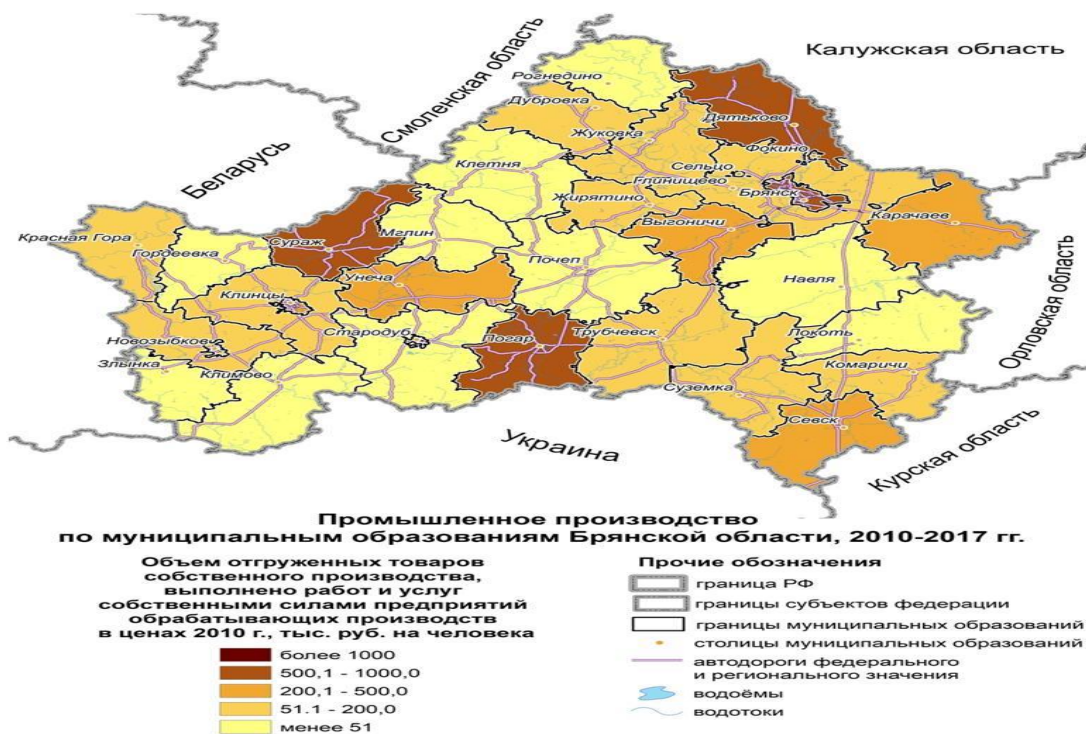 Калужская область
Смоленская область
Беларусь
Рогнедино
Дубровка
Дятьково
Жуковка
Фокино
Клетня
Сельцо
Глинищево
Брянск
Жирятино
Карачаев
Выгоничи
Красная Гора
Сураж
Мглин
Гордеевка
Почеп
Унеча
Навля
Клинцы
Орловская область
Стародуб
Погар
Трубчевск
Локоть
Новозыбков
Злынка
Климово
Комаричи
Суземка
Севск
Украина
Курская область
Промышленное производство
по муниципальным образованиям Брянской области, 2010-2017 гг.
Объем отгруженных товаров
собственного производства,
выполнено работ и услуг
собственными силами предприятий
обрабатывающих производств
в ценах 2010 г., тыс. руб. на человека
более 1000
500,1 - 1000,0
200,1 - 500,0
51.1 - 200,0
менее 51
Прочие обозначения
граница РФ
границы субъектов федерации
границы муниципальных образований
столицы муниципальных образований
автодороги федерального
и регионального значения
водоёмы
водотоки